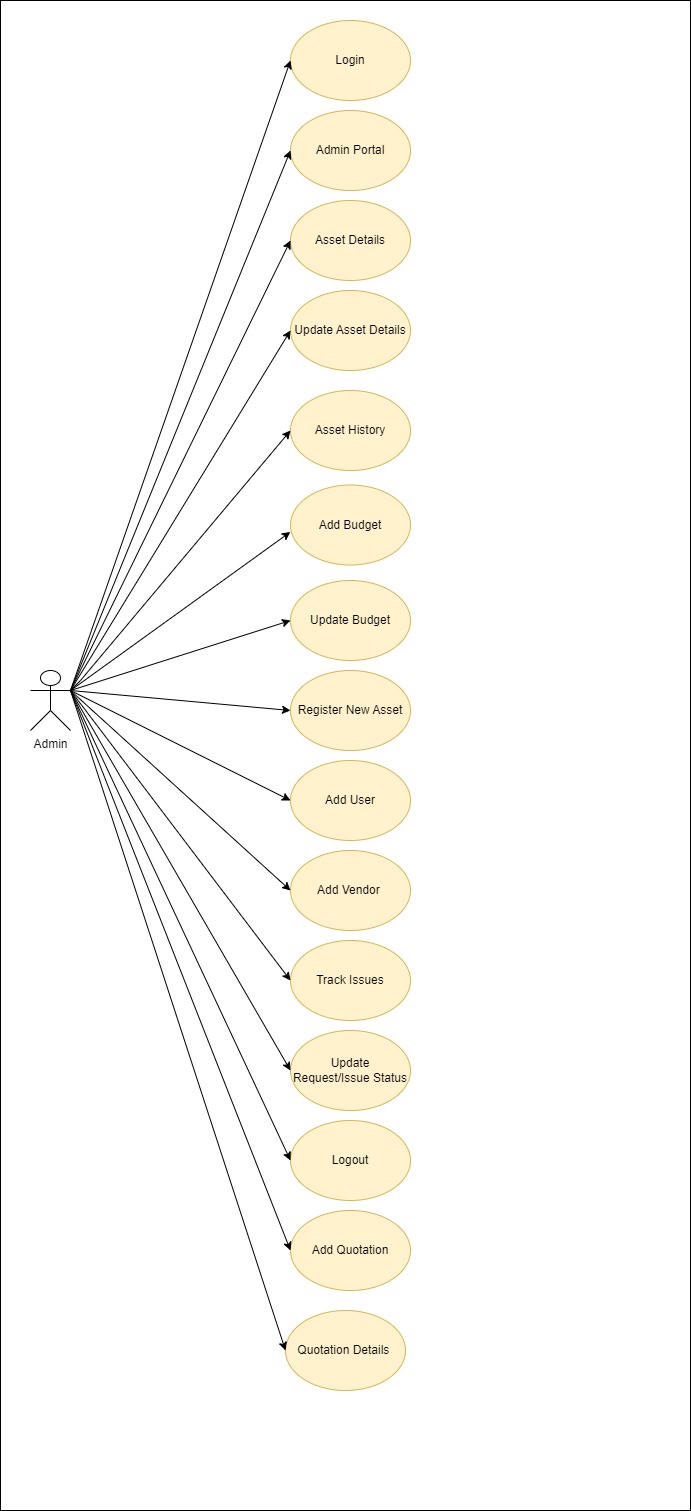 Login
Admin Portal
Asset Details
Update Asset Details
Asset History
Add Budget
Update Budget
Register New Asset
Admin
Add User
Add Vendor
Track Issues
Update
Request/Issue Status
Logout
Add Quotation
Quotation Details